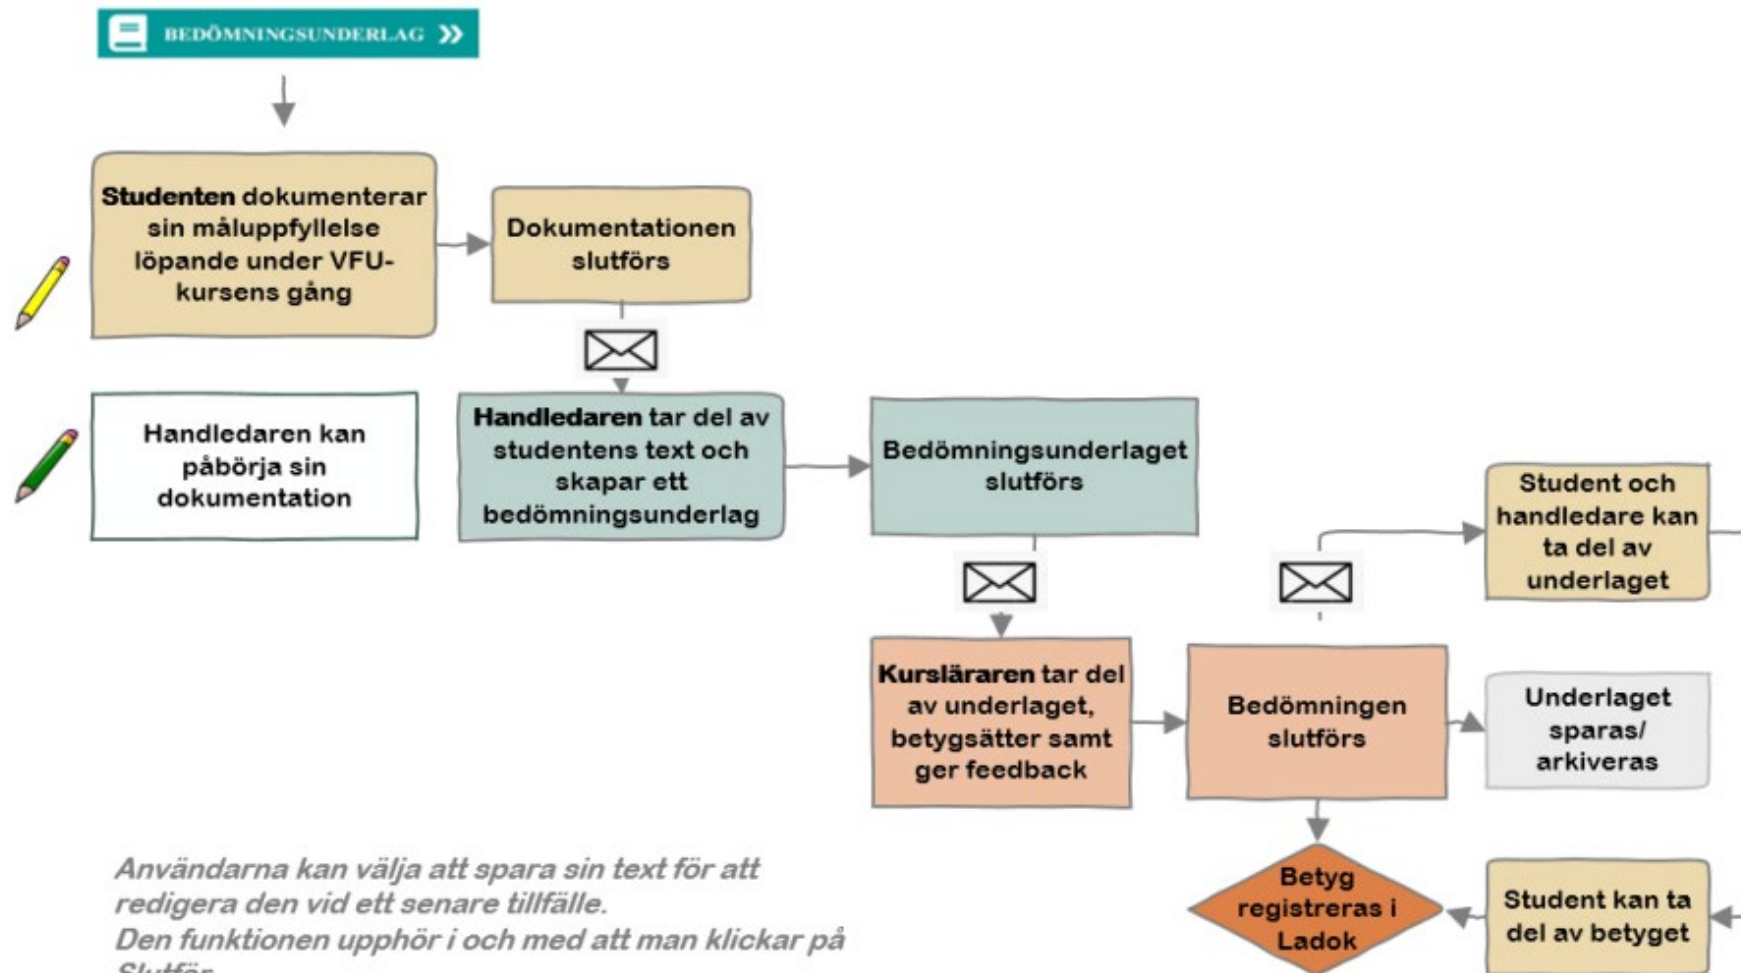 BEDÖMNINGSUNDERLAG
Studenten dokumenterar
sin måluppfyllelse
löpande under VFU-
kursens gång
Dokumentationen
slutförs
Handledaren kan
påbörja sin
dokumentation
Handledaren tar del av
studentens text och
skapar ett
bedömningsunderlag
Bedömningsunderlaget
slutförs
Student och
handledare kan
ta del av
underlaget
Kursläraren tar del
av underlaget,
betygsätter samt
ger feedback
Bedömningen
slutförs
Underlaget
sparas/
arkiveras
Betyg
registreras i
Ladok
Student kan ta
del av betyget
Användarna kan välja att spara sin text för att
redigera den vid ett senare tillfälle.
Den funktionen upphör i och med att man klickar på
Slutför